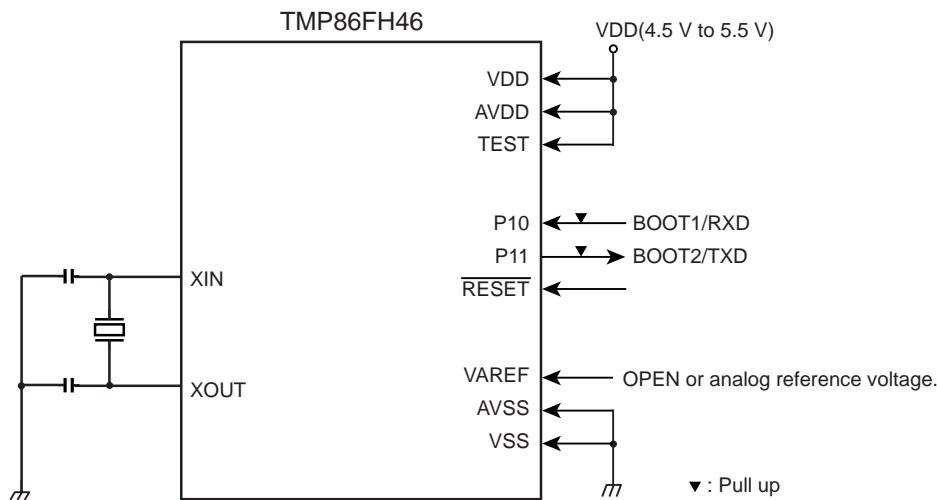 TMP86FH46
VDD(4.5 V to 5.5 V)
VDD
AVDD
TEST
P10
BOOT1/RXD
P11
BOOT2/TXD
RESET
XIN
XOUT
VAREF
OPEN or analog reference voltage.
AVSS
VSS
▼ : Pull up